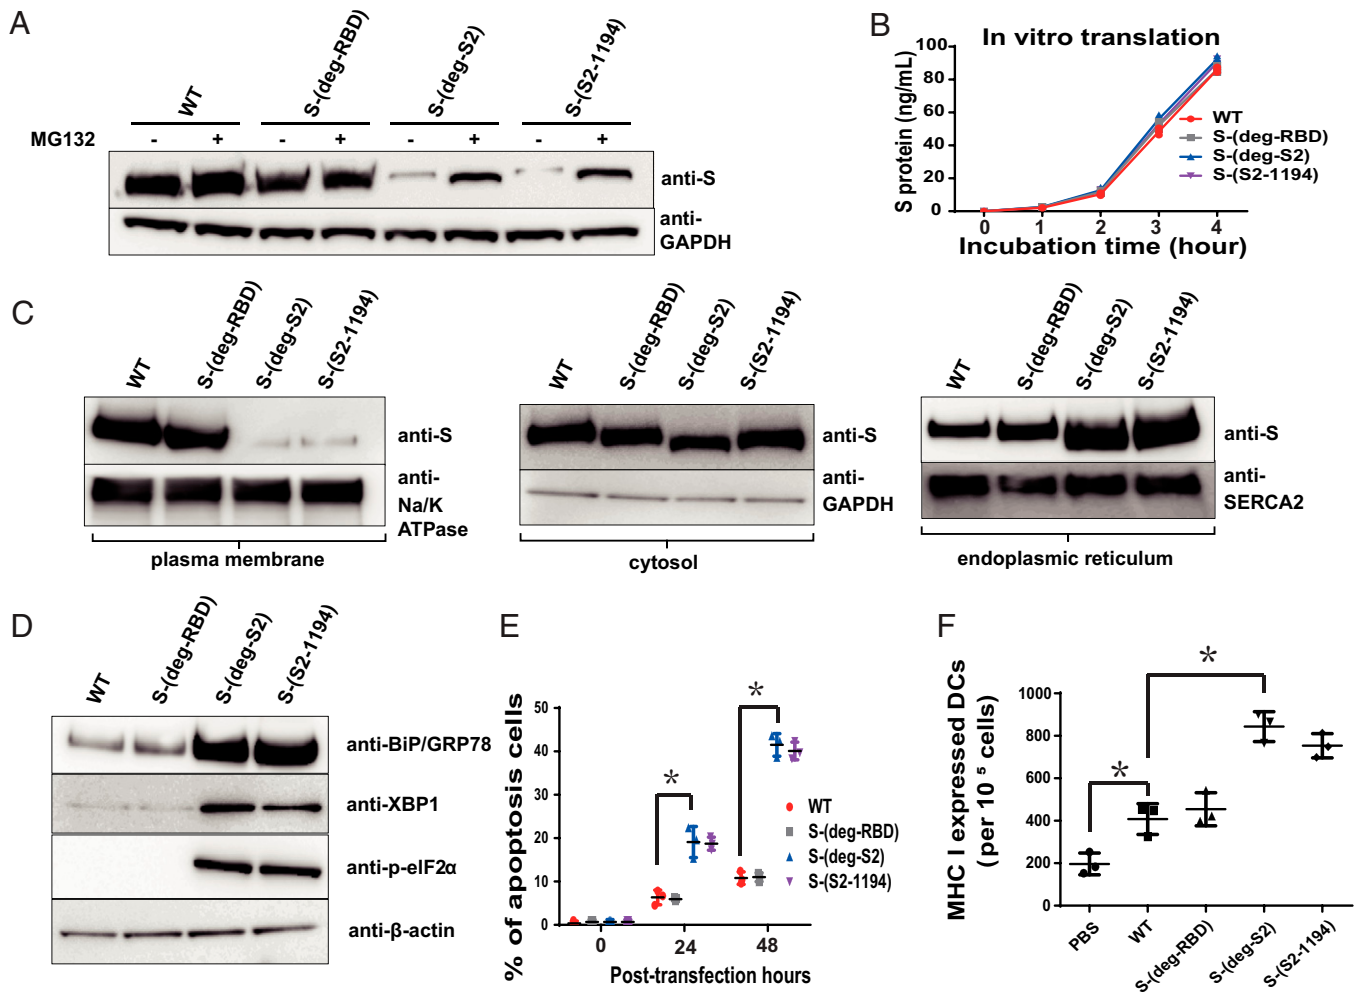 A
WT
S-(deg-RBD)
S-(deg-S2)
S-(S2-1194)
MG132 - + - + - + - +
anti-S
anti-
GAPDH
B
In vitro translation
S protein (ng/mL)
100
80
60
40
20
0
0 1 2 3 4
Incubation time (hour)
WT
S-(deg-RBD)
S-(deg-S2)
S-(S2-1194)
C
WT
S-(deg-RBD)
S-(deg-S2)
S-(S2-1194)
anti-S
anti-
Na/K
ATPase
plasma membrane
WT
S-(deg-RBD)
S-(deg-S2)
S-(S2-1194)
anti-S
anti-
GAPDH
cytosol
WT
S-(deg-RBD)
S-(deg-S2)
S-(S2-1194)
anti-S
anti-
SERCA2
endoplasmic reticulum
D
WT
S-(deg-RBD)
S-(deg-S2)
S-(S2-1194)
anti-BiP/GRP78
anti-XBP1
anti-p-eIF2α
anti-β-actin
E
% of apoptosis cells
50
40
30
20
10
0
*
*
WT
S-(deg-RBD)
S-(deg-S2)
S-(S2-1194)
0 24 48
Post-transfection hours
F
MHC I expressed DCs
(per 10 ⁵ cells)
1000
800
600
400
200
0
*
*
PBS
WT
S-(deg-RBD)
S-(deg-S2)
S-(S2-1194)